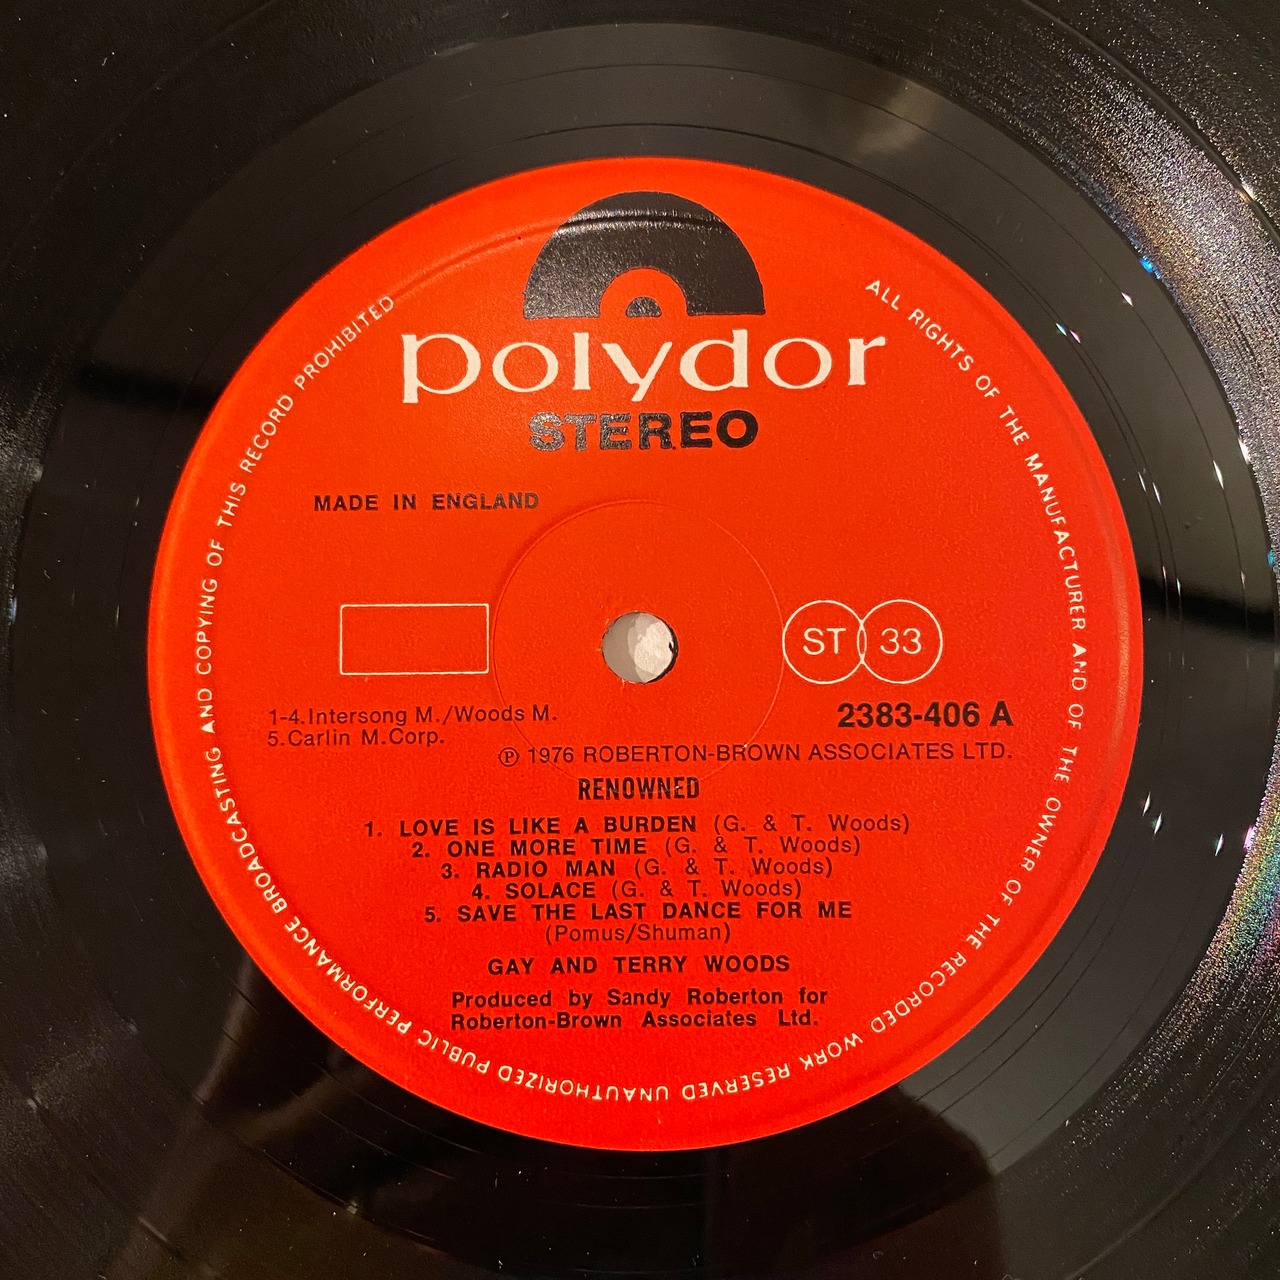 polydor
STEREO
ALL RIGHTS OF THE MANUFACTURER AND OF THE OWNER OF THE RECORDED WORK RESERVED UNAUTHORIZED PUBLIC PERFORMANCE BROADCASTING AND COPYING OF THIS RECORD PROHIBITED
MADE IN ENGLAND
ST 33
1-4.Intersong M./Woods M.
5.Carlin M.Corp.
2383-406 A
℗ 1976 ROBERTON-BROWN ASSOCIATES LTD.
RENOWNED
1. LOVE IS LIKE A BURDEN (G. & T. Woods)
2. ONE MORE TIME (G. & T. Woods)
3. RADIO MAN (G. & T. Woods)
4. SOLACE (G. & T. Woods)
5. SAVE THE LAST DANCE FOR ME
(Pomus/Shuman)
GAY AND TERRY WOODS
Produced by Sandy Roberton for
Roberton-Brown Associates Ltd.